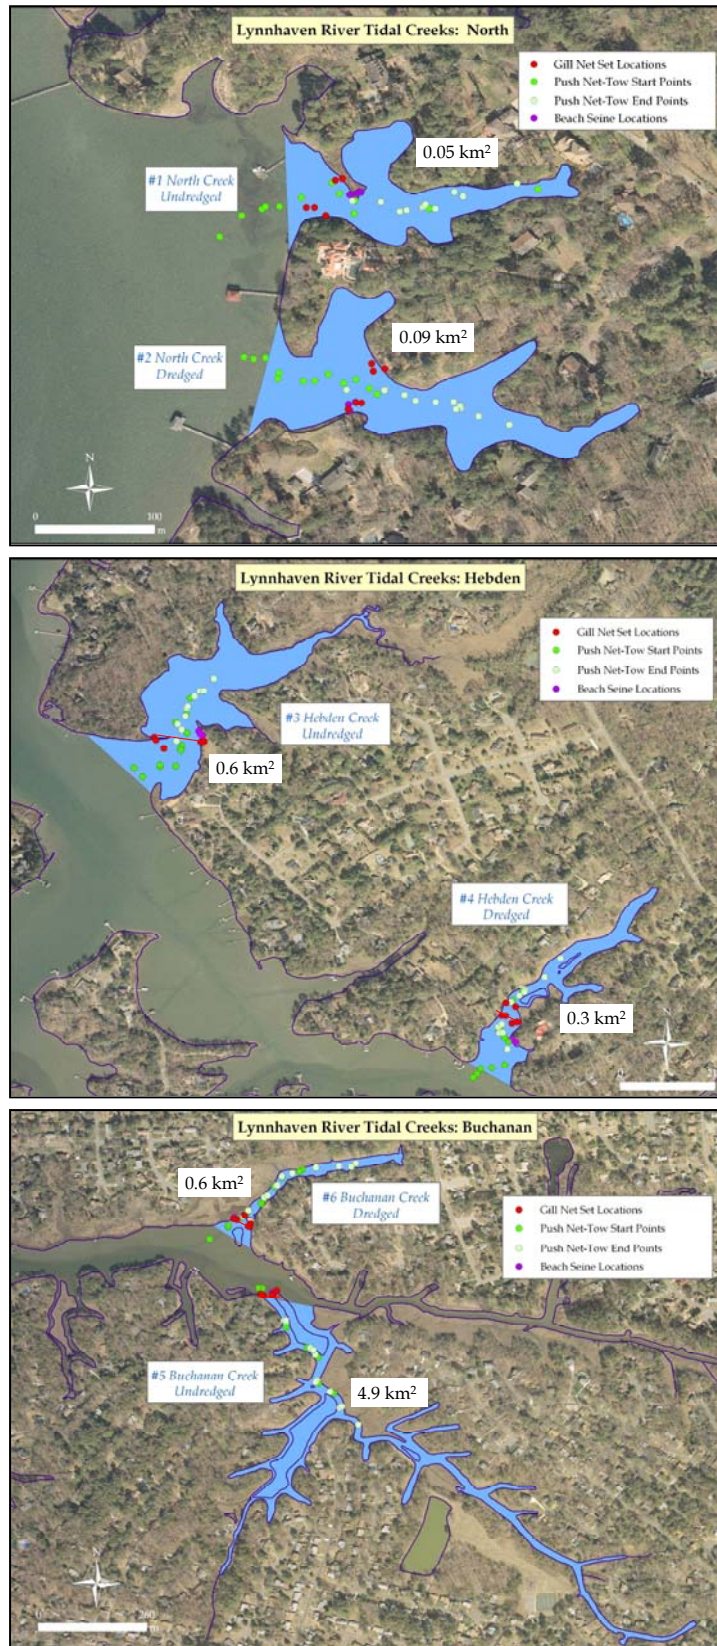 Lynnhaven River Tidal Creeks: North
Gill Net Set Locations
Push Net-Tow Start Points
Push Net-Tow End Points
Beach Seine Locations
0.05 km²
#1 North Creek
Undredged
0.09 km²
#2 North Creek
Dredged
N
0
100
m
Lynnhaven River Tidal Creeks: Hebden
Gill Net Set Locations
Push Net-Tow Start Points
Push Net-Tow End Points
Beach Seine Locations
#3 Hebden Creek
Undredged
0.6 km²
#4 Hebden Creek
Dredged
0.3 km²
N
Lynnhaven River Tidal Creeks: Buchanan
0.6 km²
#6 Buchanan Creek
Dredged
Gill Net Set Locations
Push Net-Tow Start Points
Push Net-Tow End Points
Beach Seine Locations
#5 Buchanan Creek
Undredged
4.9 km²
N
0
260
m